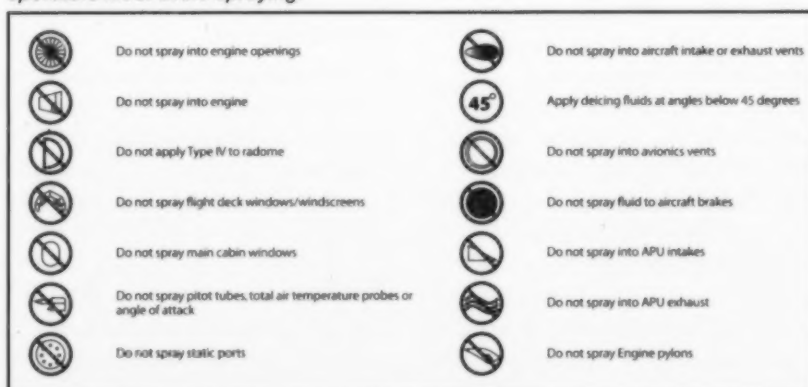 Do not spray into engine openings
Do not spray into engine
Do not apply Type IV to radome
Do not spray flight deck windows/windscreens
Do not spray main cabin windows
Do not spray pitot tubes, total air temperature probes or
angle of attack
Do not spray static ports
Do not spray into aircraft intake or exhaust vents
45°
Apply deicing fluids at angles below 45 degrees
Do not spray into avionics vents
Do not spray fluid to aircraft brakes
Do not spray into APU intakes
Do not spray into APU exhaust
Do not spray Engine pylons